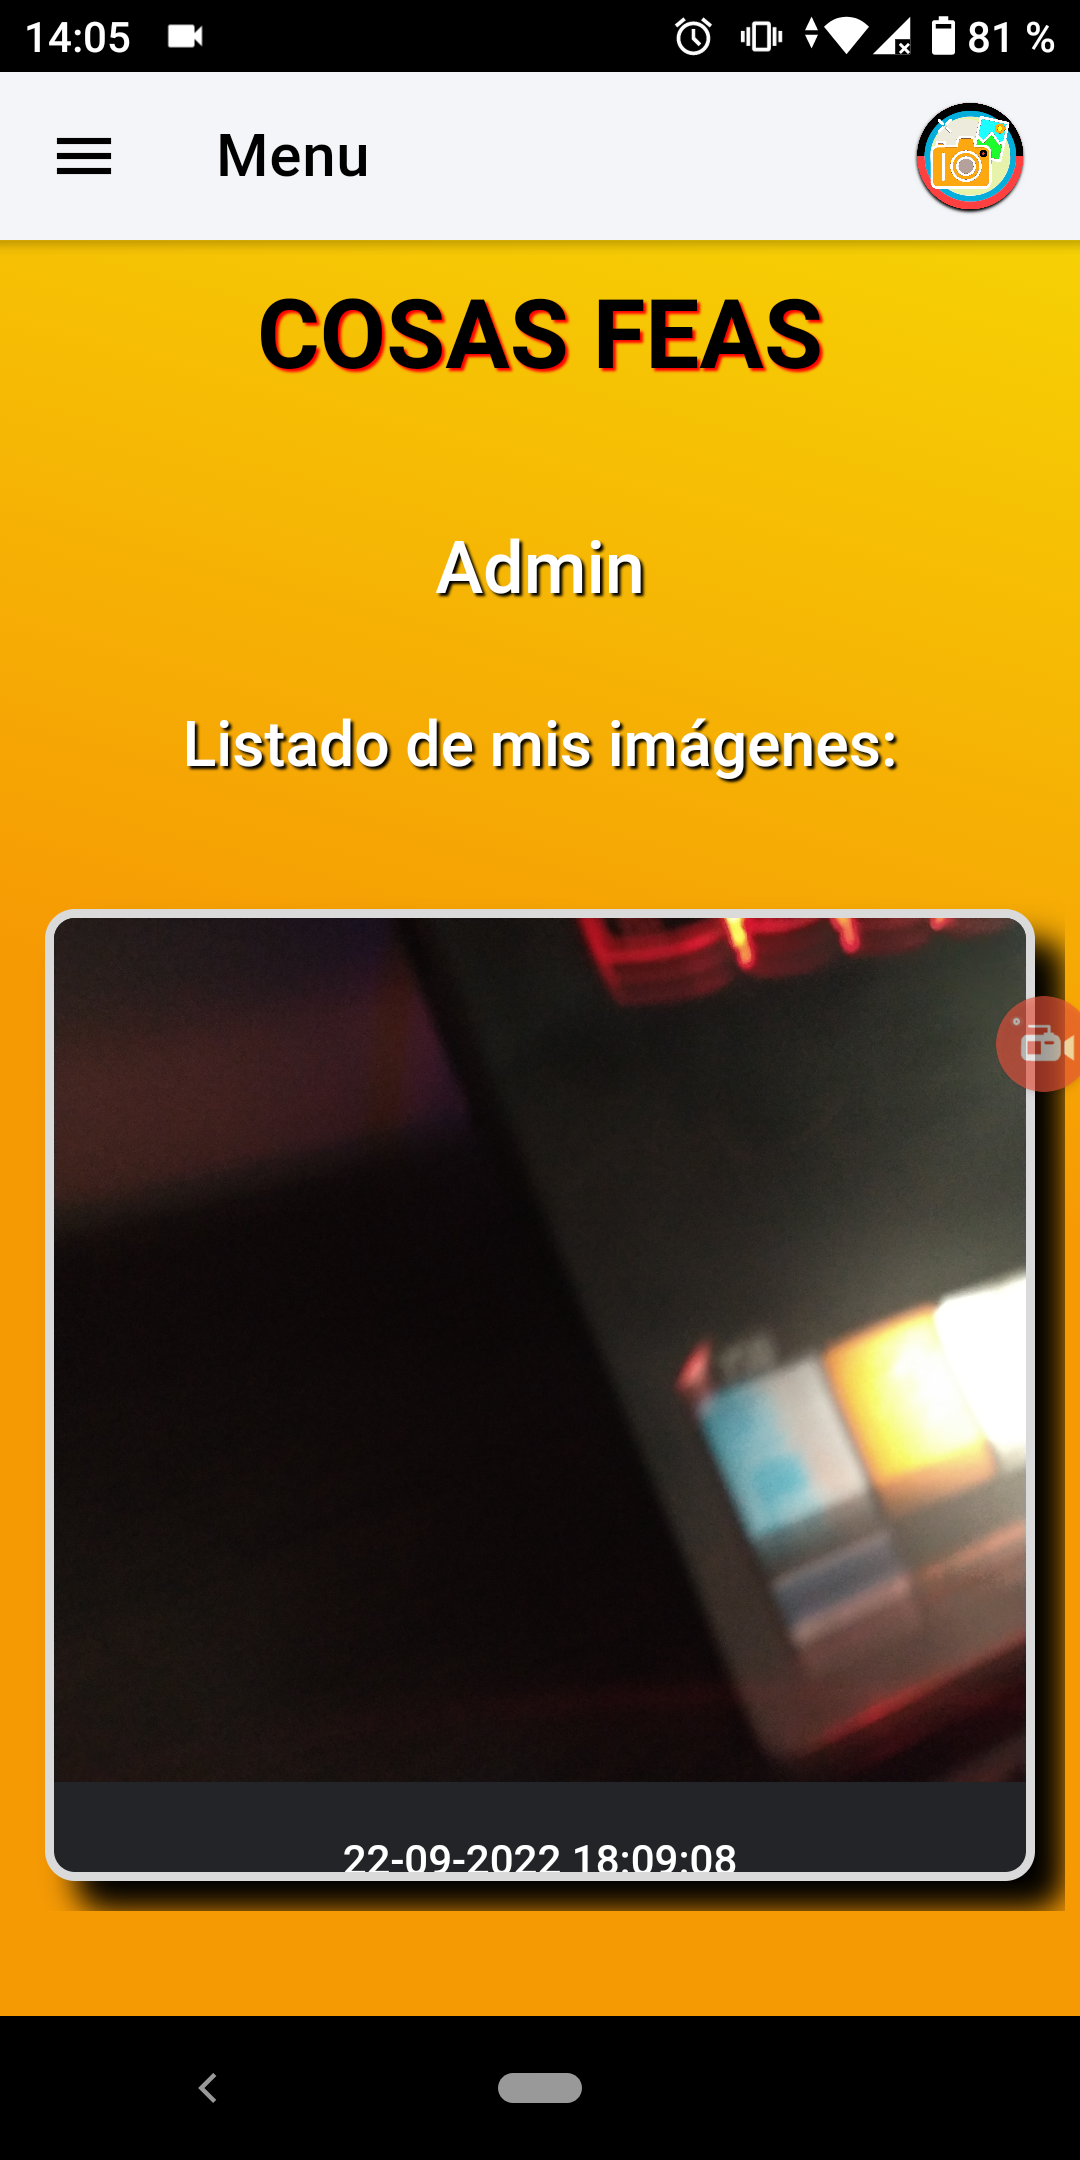 14:05
81 %
Menu
COSAS FEAS
Admin
Listado de mis imágenes:
22-09-2022 18:09:08